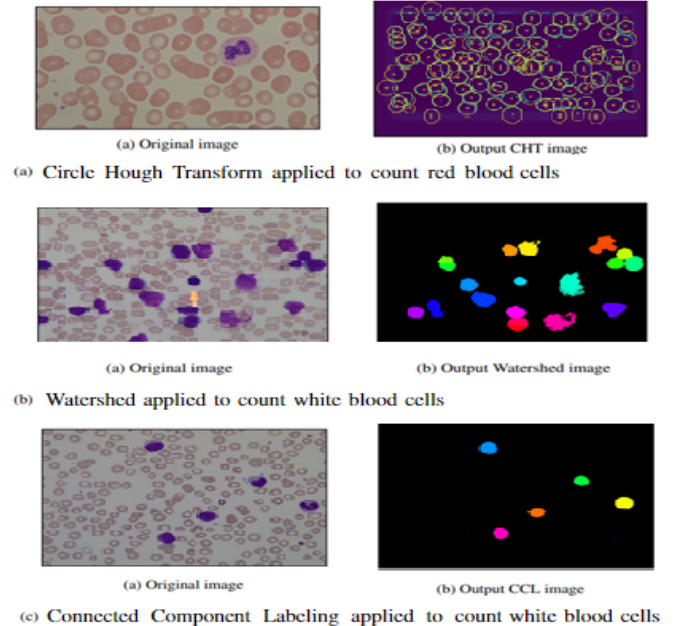 (a) Original image
(b) Output CHT image
(a) Circle Hough Transform applied to count red blood cells
(a) Original image
(b) Output Watershed image
(b) Watershed applied to count white blood cells
(a) Original image
(b) Output CCL image
(c) Connected Component Labeling applied to count white blood cells